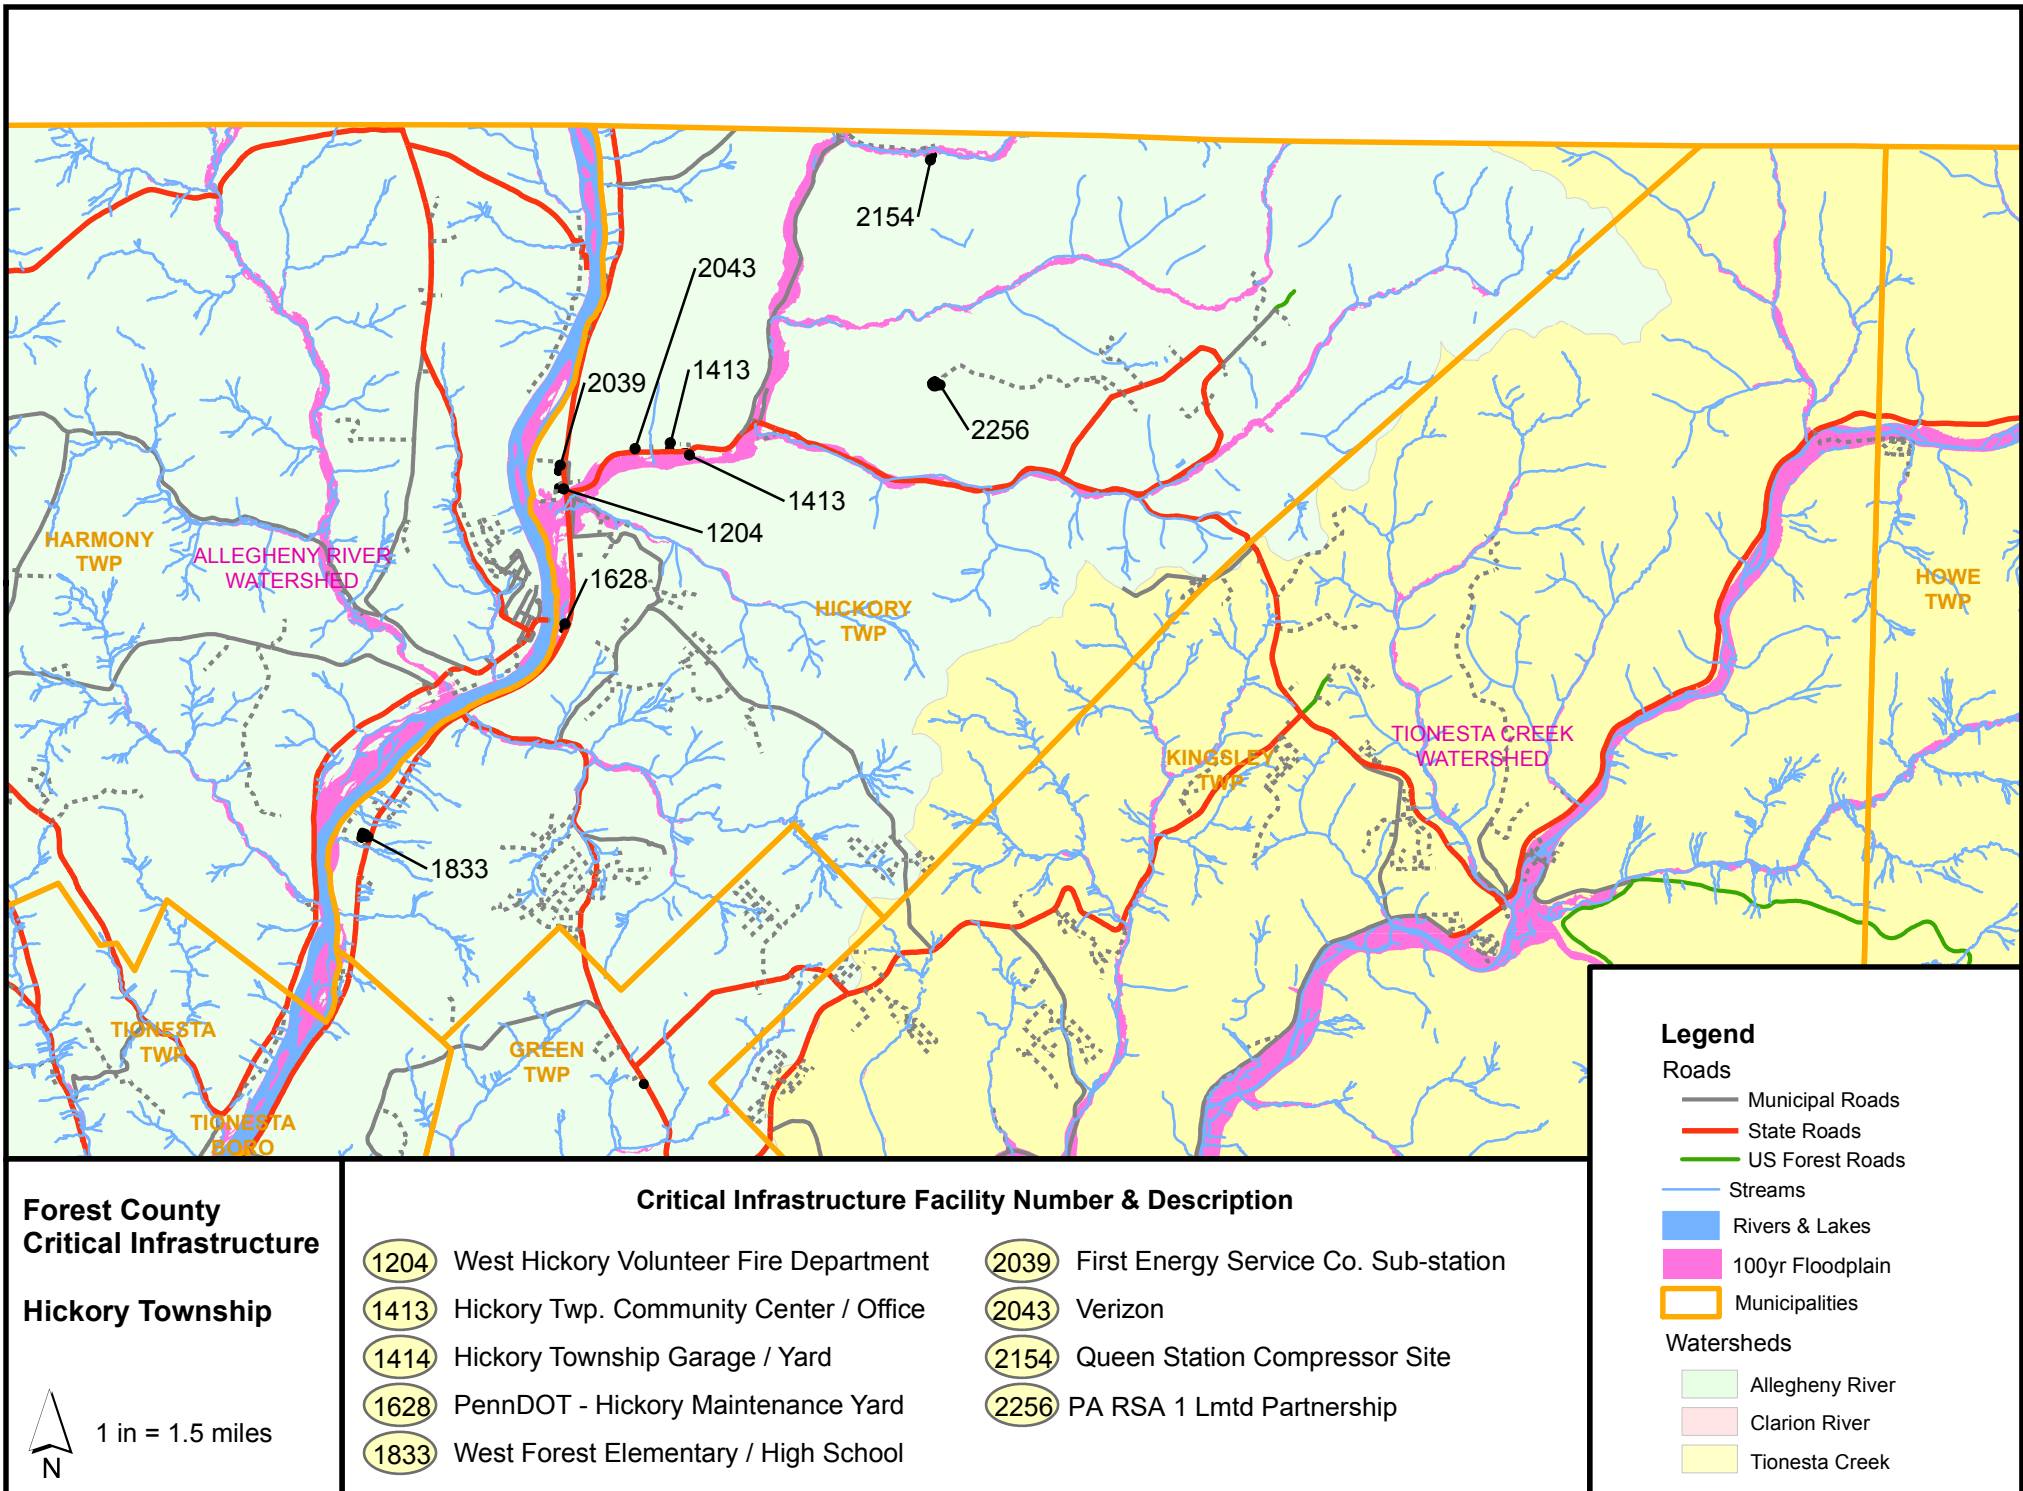 2154
2043
1413
2039
2256
1413
1204
HARMONY
TWP
ALLEGHENY RIVER
WATERSHED
1628
HICKORY
TWP
HOWE
TWP
KINGSLEY
TWP
TIONESTA CREEK
WATERSHED
1833
TIONESTA
TWP
GREEN
TWP
TIONESTA
BORO
Forest County
Critical Infrastructure
Hickory Township
1 in = 1.5 miles
N
Critical Infrastructure Facility Number & Description
1204 West Hickory Volunteer Fire Department
1413 Hickory Twp. Community Center / Office
1414 Hickory Township Garage / Yard
1628 PennDOT - Hickory Maintenance Yard
1833 West Forest Elementary / High School
2039 First Energy Service Co. Sub-station
2043 Verizon
2154 Queen Station Compressor Site
2256 PA RSA 1 Lmtd Partnership
Legend
Roads
Municipal Roads
State Roads
US Forest Roads
Streams
Rivers & Lakes
100yr Floodplain
Municipalities
Watersheds
Allegheny River
Clarion River
Tionesta Creek